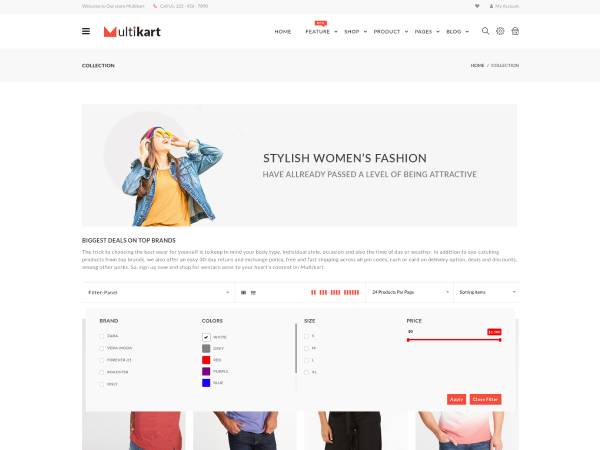 Welcome to Our store Multikart
Call Us: 123 - 456 - 7890
My Account
Multikart
HOME
FEATURE
SHOP
PRODUCT
PAGES
BLOG
COLLECTION
HOME / COLLECTION
STYLISH WOMEN'S FASHION
HAVE ALLREADY PASSED A LEVEL OF BEING ATTRACTIVE
BIGGEST DEALS ON TOP BRANDS
The trick to choosing the best wear for yourself is to keep in mind your body type, individual style, occasion and also the time of day or weather. In addition to eye-catching
products from top brands, we also offer an easy 30-day return and exchange policy, free and fast shipping across all pin codes, cash or card on delivery option, deals and discounts,
among other perks. So, sign up now and shop for western wear to your heart's content on Multikart.
Filter-Panel
24 Products Par Page
Sorting items
BRAND
COLORS
SIZE
PRICE
ZARA
VERA-MODA
FOREVER-21
ROADSTER
ONLY
WHITE
GREY
RED
PURPLE
BLUE
S
M
L
XL
$0
Apply
Close Filter